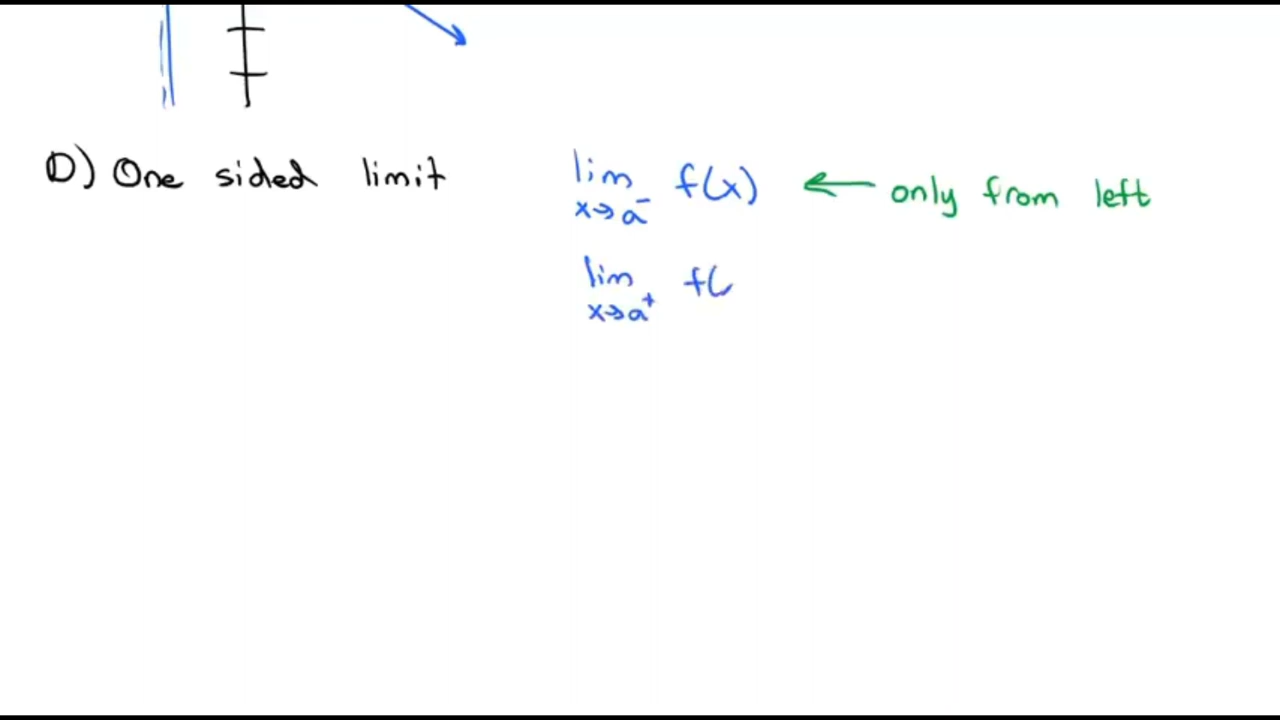 D) One sided limit lim f(x) ← only from left
x→a⁻
lim f(
x→a⁺